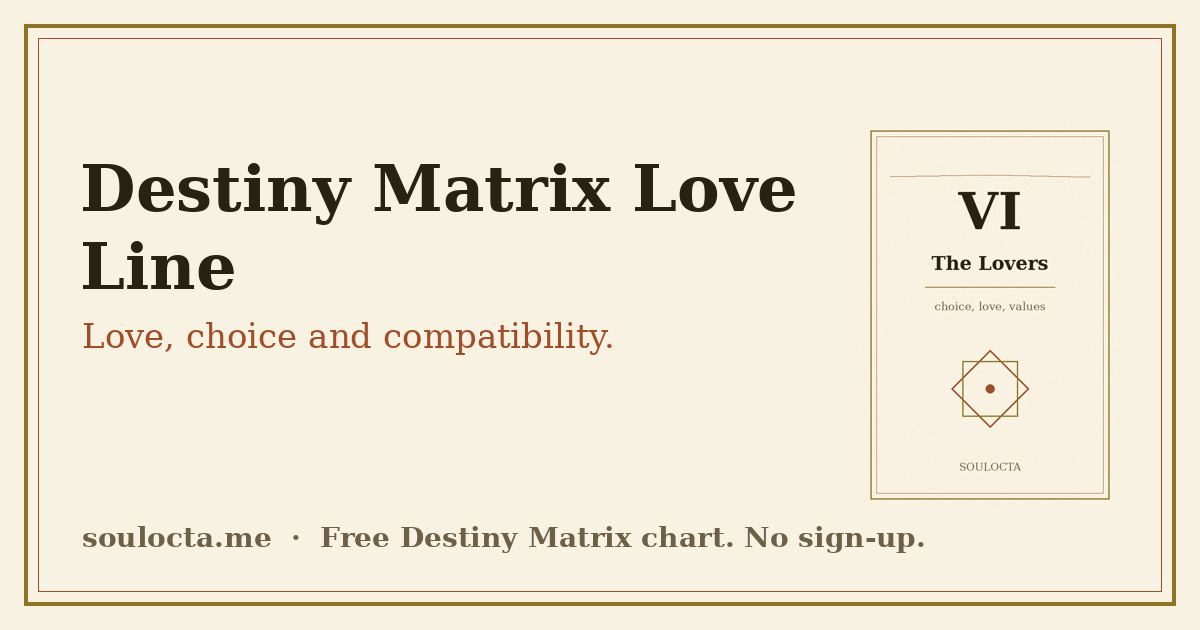 Destiny Matrix Love
Line
Love, choice and compatibility.
VI
The Lovers
choice, love, values
SOULOCTA
soulocta.me · Free Destiny Matrix chart. No sign-up.